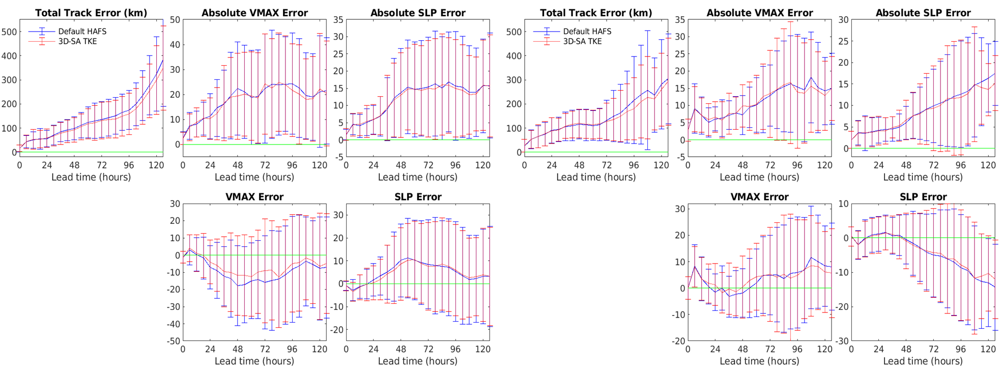 Total Track Error (km)
Default HAFS
3D-SA TKE
500
400
300
200
100
0
0 24 48 72 96 120
Lead time (hours)
Absolute VMAX Error
50
40
30
20
10
0
0 24 48 72 96 120
Lead time (hours)
Absolute SLP Error
35
30
25
20
15
10
5
0
-5
0 24 48 72 96 120
Lead time (hours)
Total Track Error (km)
Default HAFS
3D-SA TKE
500
400
300
200
100
0
0 24 48 72 96 120
Lead time (hours)
Absolute VMAX Error
35
30
25
20
15
10
5
0
-5
0 24 48 72 96 120
Lead time (hours)
Absolute SLP Error
30
25
20
15
10
5
0
0 24 48 72 96 120
Lead time (hours)
VMAX Error
30
20
10
0
-10
-20
-30
-40
-50
0 24 48 72 96 120
Lead time (hours)
SLP Error
30
20
10
0
-10
-20
0 24 48 72 96 120
Lead time (hours)
VMAX Error
30
20
10
0
-10
-20
0 24 48 72 96 120
Lead time (hours)
SLP Error
10
0
-10
-20
-30
0 24 48 72 96 120
Lead time (hours)